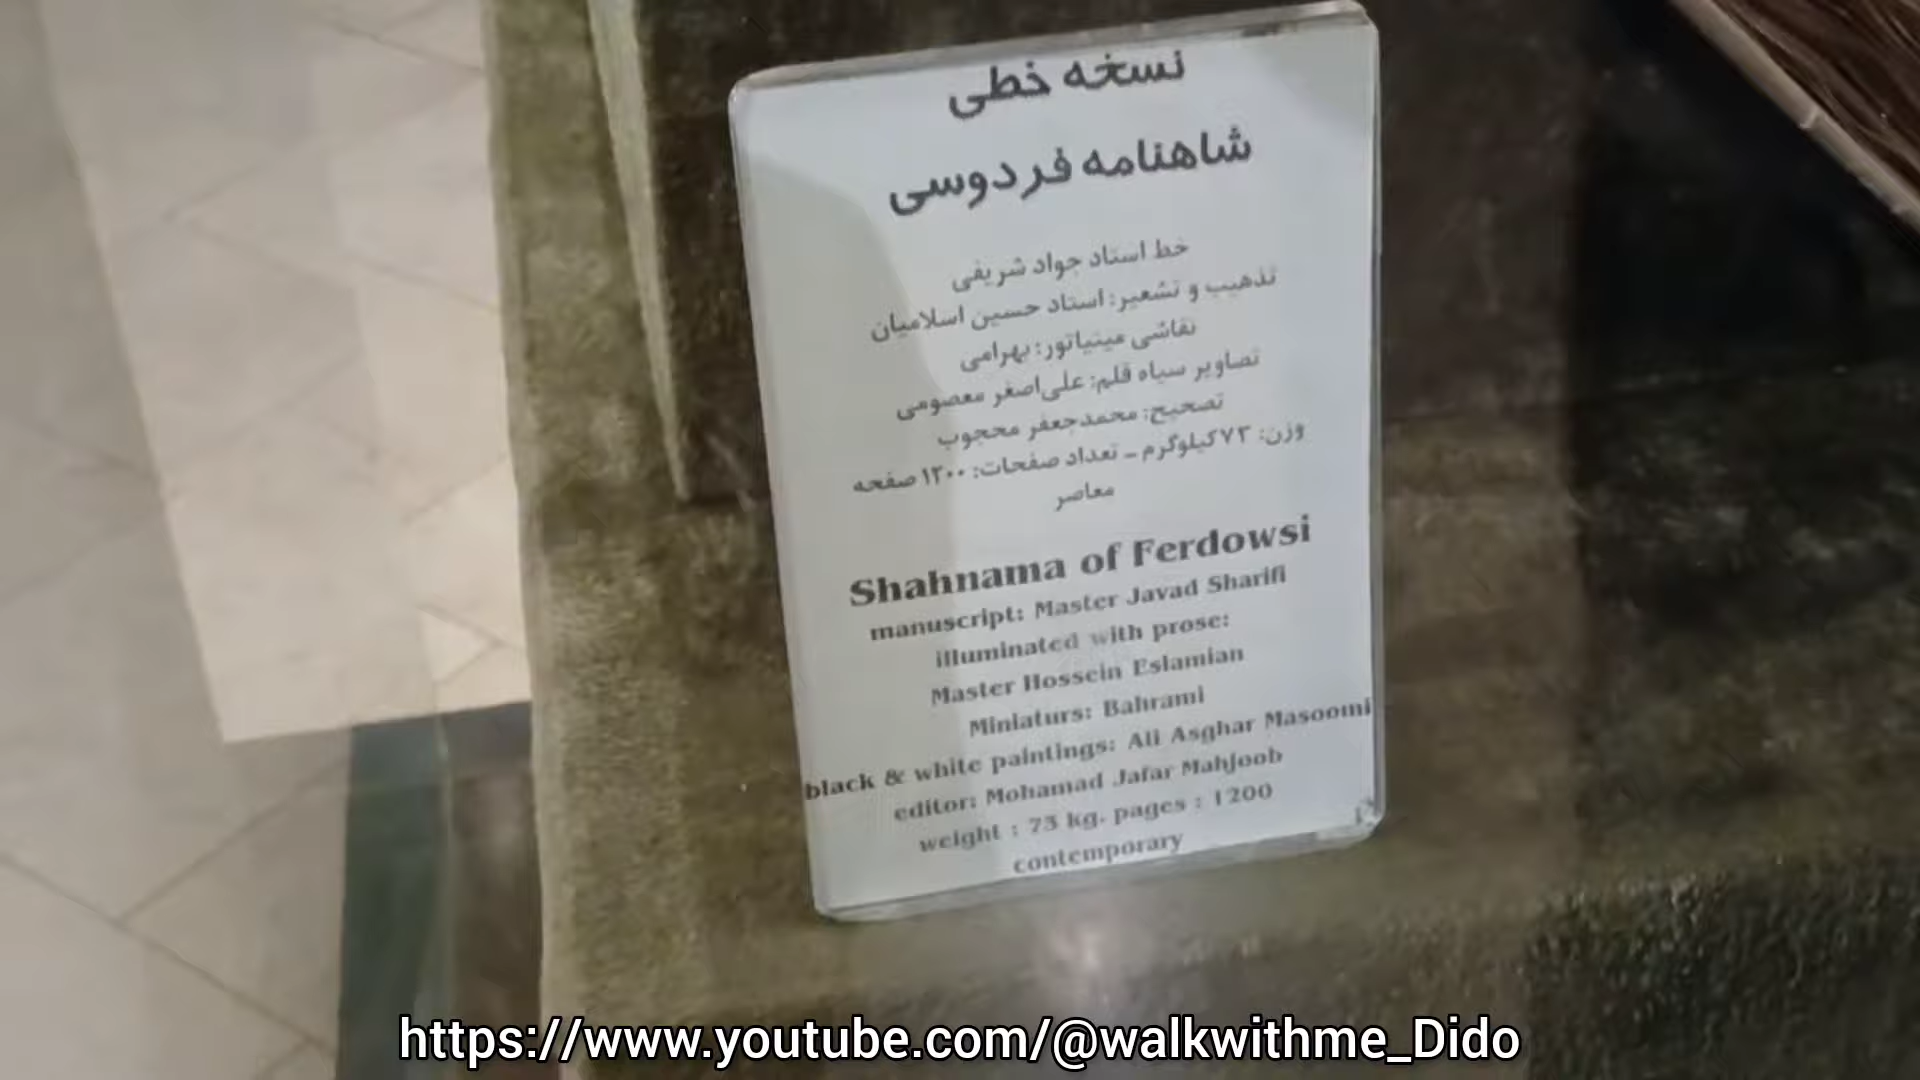 نسخه خطی
شاهنامه فردوسی
خط استاد جواد شریفی
تذهیب و تشعیر: استاد حسین اسلامیان
نقاشی مینیاتور: بهرامی
تصاویر سیاه قلم: علی‌اصغر معصومی
تصحیح: محمدجعفر محجوب
وزن: ۷۳کیلوگرم ـ تعداد صفحات: ۱۲۰۰ صفحه
معاصر
Shahnama of Ferdowsi
manuscript: Master Javad Sharifi
illuminated with prose:
Master Hossein Eslamian
Miniaturs: Bahrami
black & white paintings: Ali Asghar Masoomi
editor: Mohamad Jafar Mahjoob
weight : 73 kg. pages : 1200
contemporary
https://www.youtube.com/@walkwithme_Dido